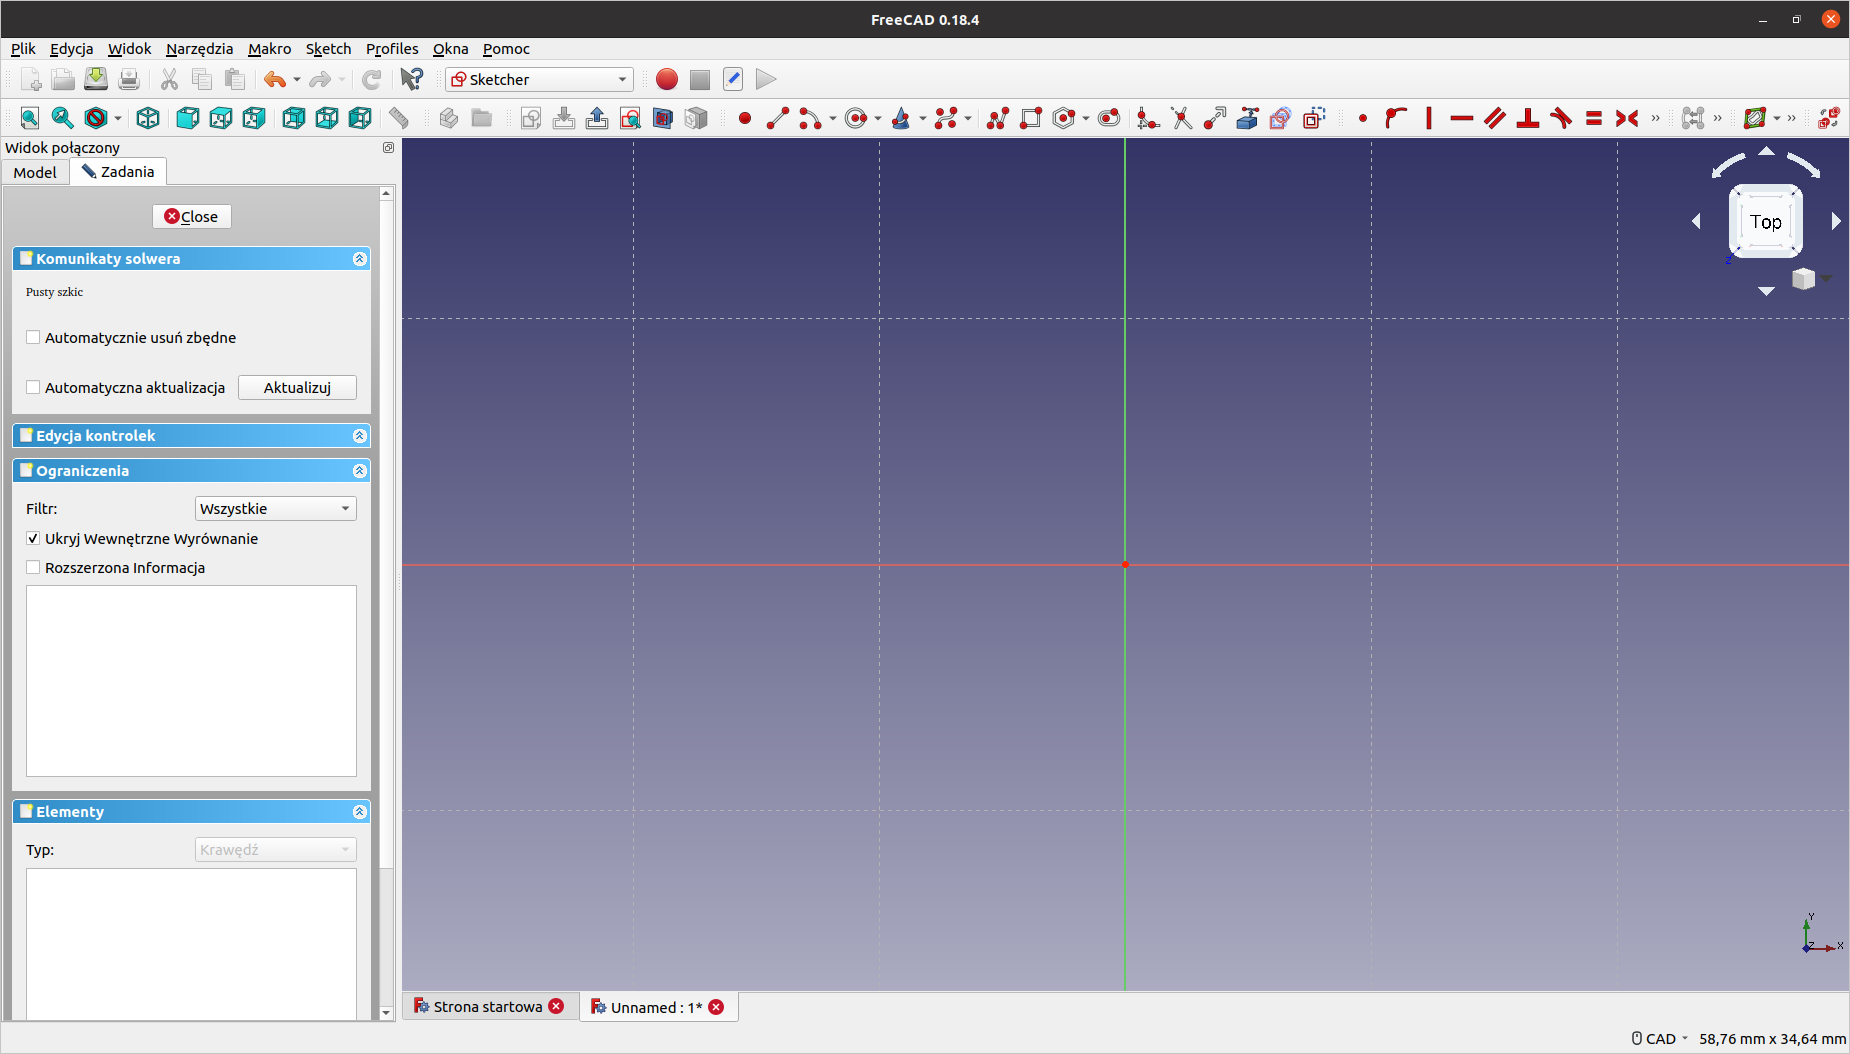 FreeCAD 0.18.4
Plik Edycja Widok Narzędzia Makro Sketch Profiles Okna Pomoc
Sketcher
Widok połączony
Model Zadania
Close
Komunikaty solwera
Pusty szkic
Automatycznie usuń zbędne
Automatyczna aktualizacja Aktualizuj
Edycja kontrolek
Ograniczenia
Filtr: Wszystkie
Ukryj Wewnętrzne Wyrównanie
Rozszerzona Informacja
Elementy
Typ: Krawędź
Top
Z
Y
Z
X
Strona startowa Unnamed : 1*
CAD 58,76 mm x 34,64 mm